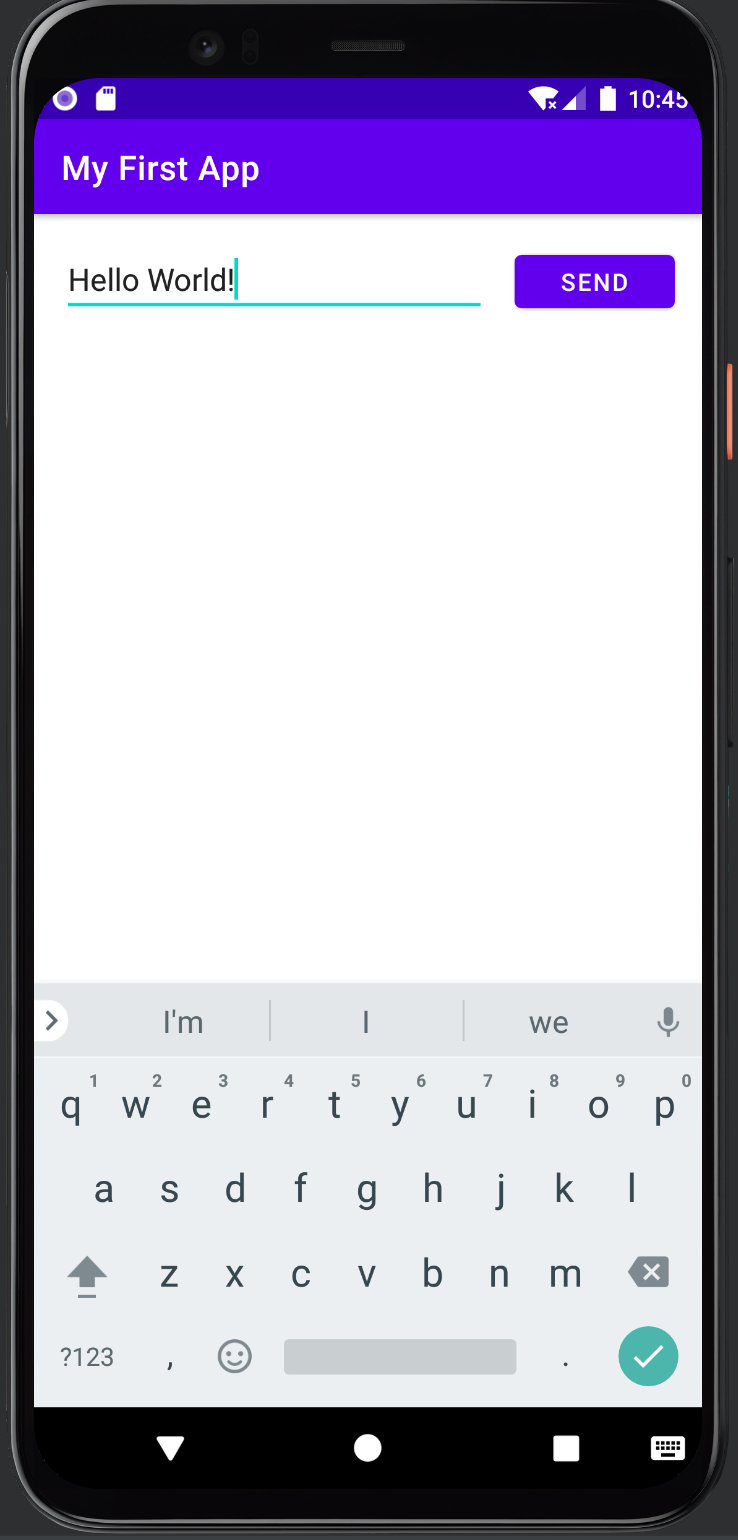 10:45
My First App
Hello World!
SEND
I'm I we
1 2 3 4 5 6 7 8 9 0
q w e r t y u i o p
a s d f g h j k l
z x c v b n m
?123 , .